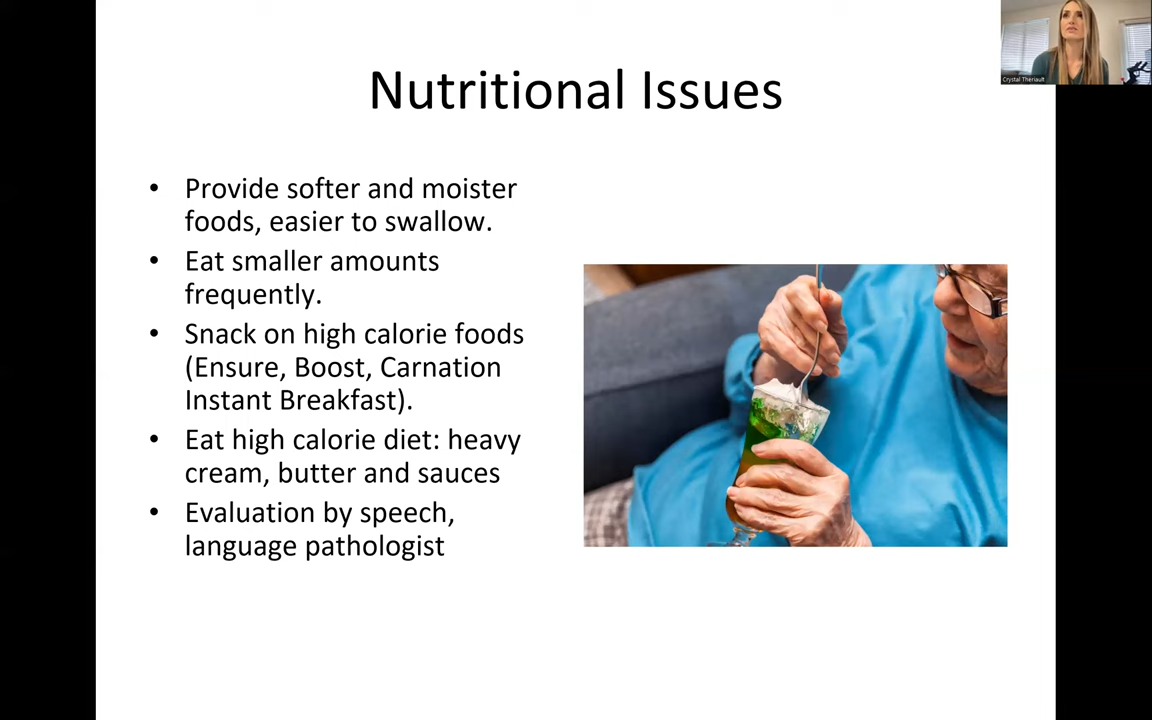 Crystal Theriault
Nutritional Issues
• Provide softer and moister
foods, easier to swallow.
• Eat smaller amounts
frequently.
• Snack on high calorie foods
(Ensure, Boost, Carnation
Instant Breakfast).
• Eat high calorie diet: heavy
cream, butter and sauces
• Evaluation by speech,
language pathologist